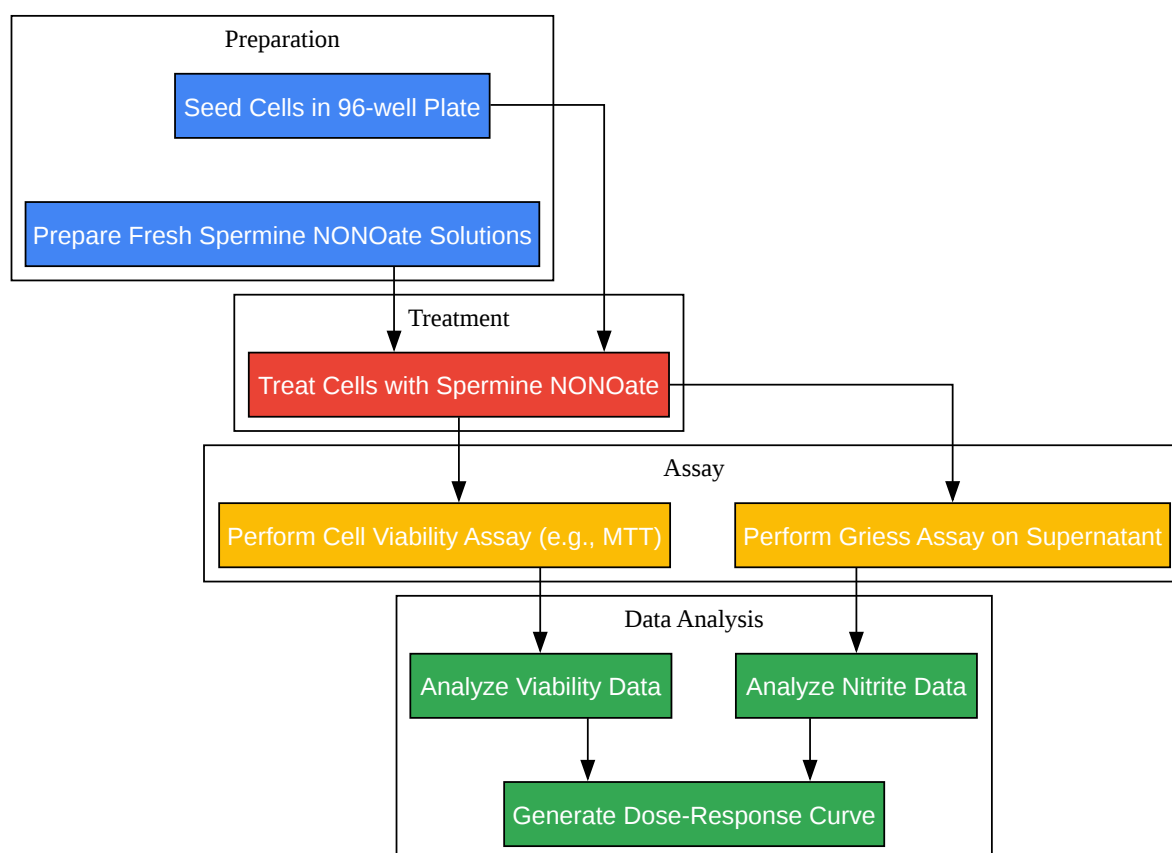 Preparation
Seed Cells in 96-well Plate
Prepare Fresh Spermine NONOate Solutions
Treatment
Treat Cells with Spermine NONOate
Assay
Perform Cell Viability Assay (e.g., MTT)
Perform Griess Assay on Supernatant
Data Analysis
Analyze Viability Data
Analyze Nitrite Data
Generate Dose-Response Curve